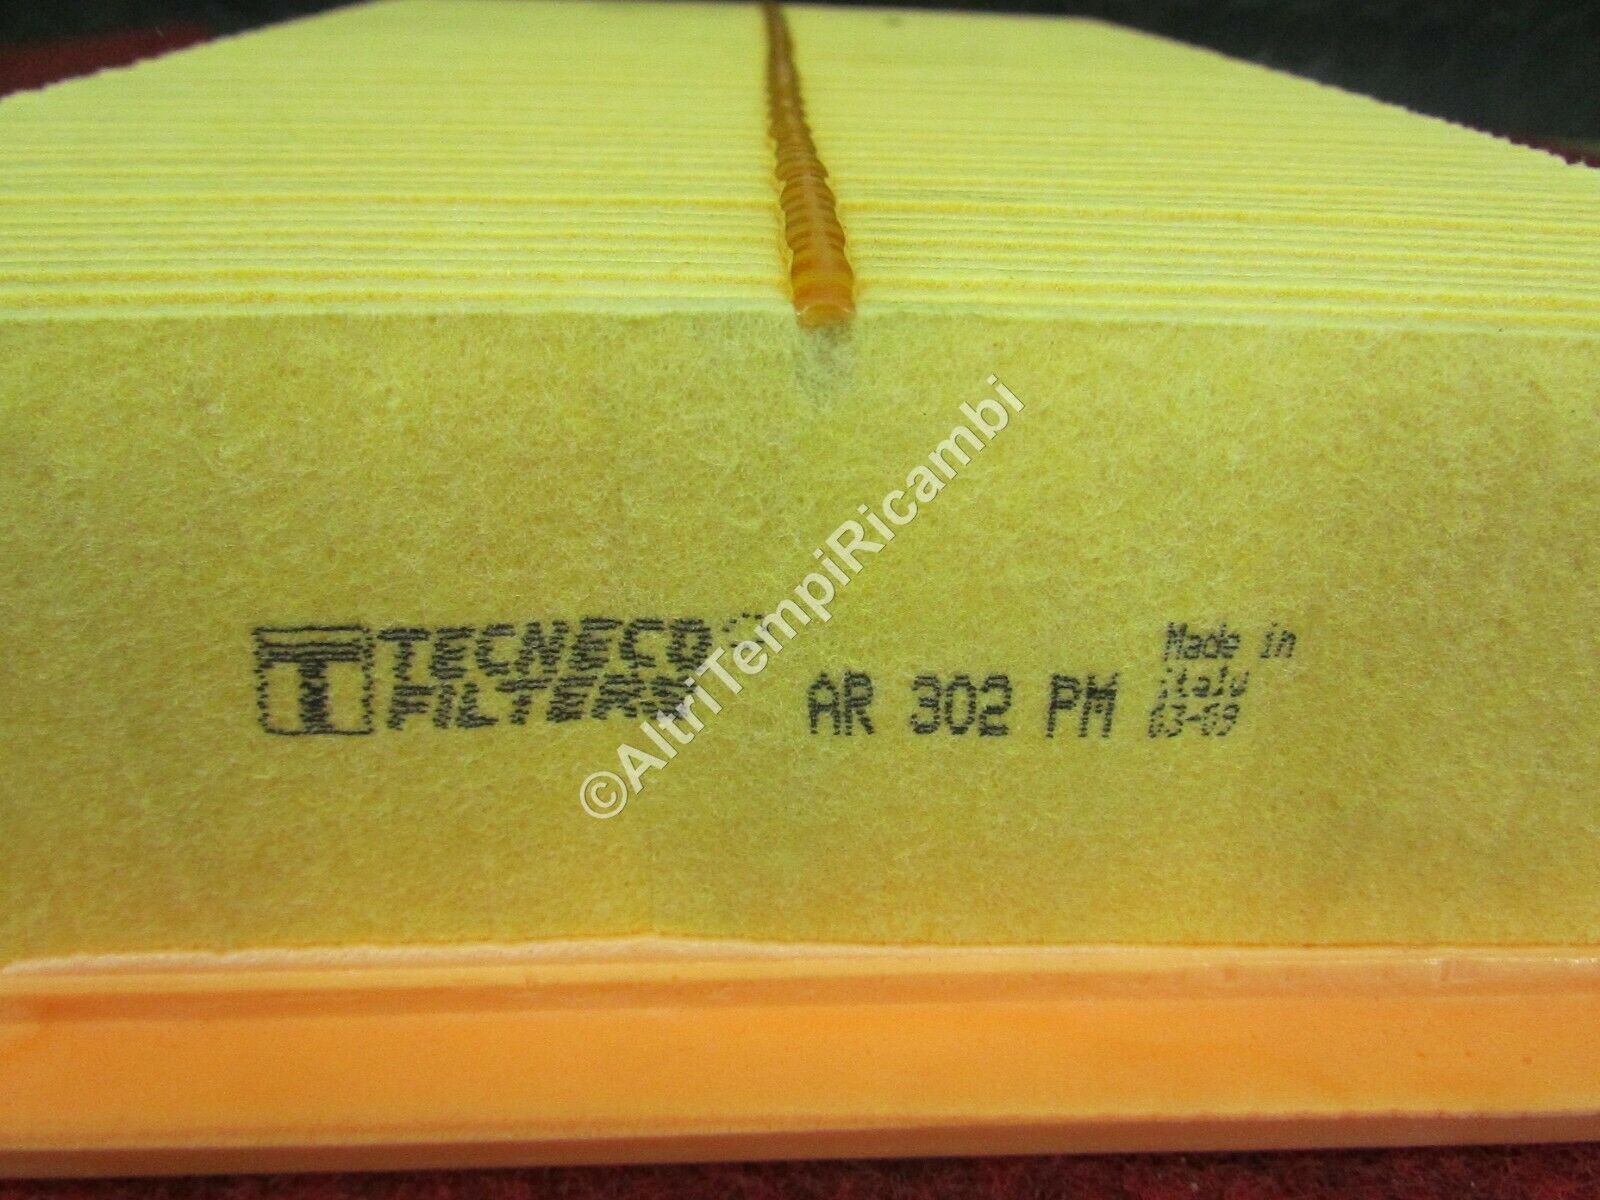 T TECNECO®
FILTERS
AR 302 PM
Made in
italy
03-09
©AltriTempiRicambi